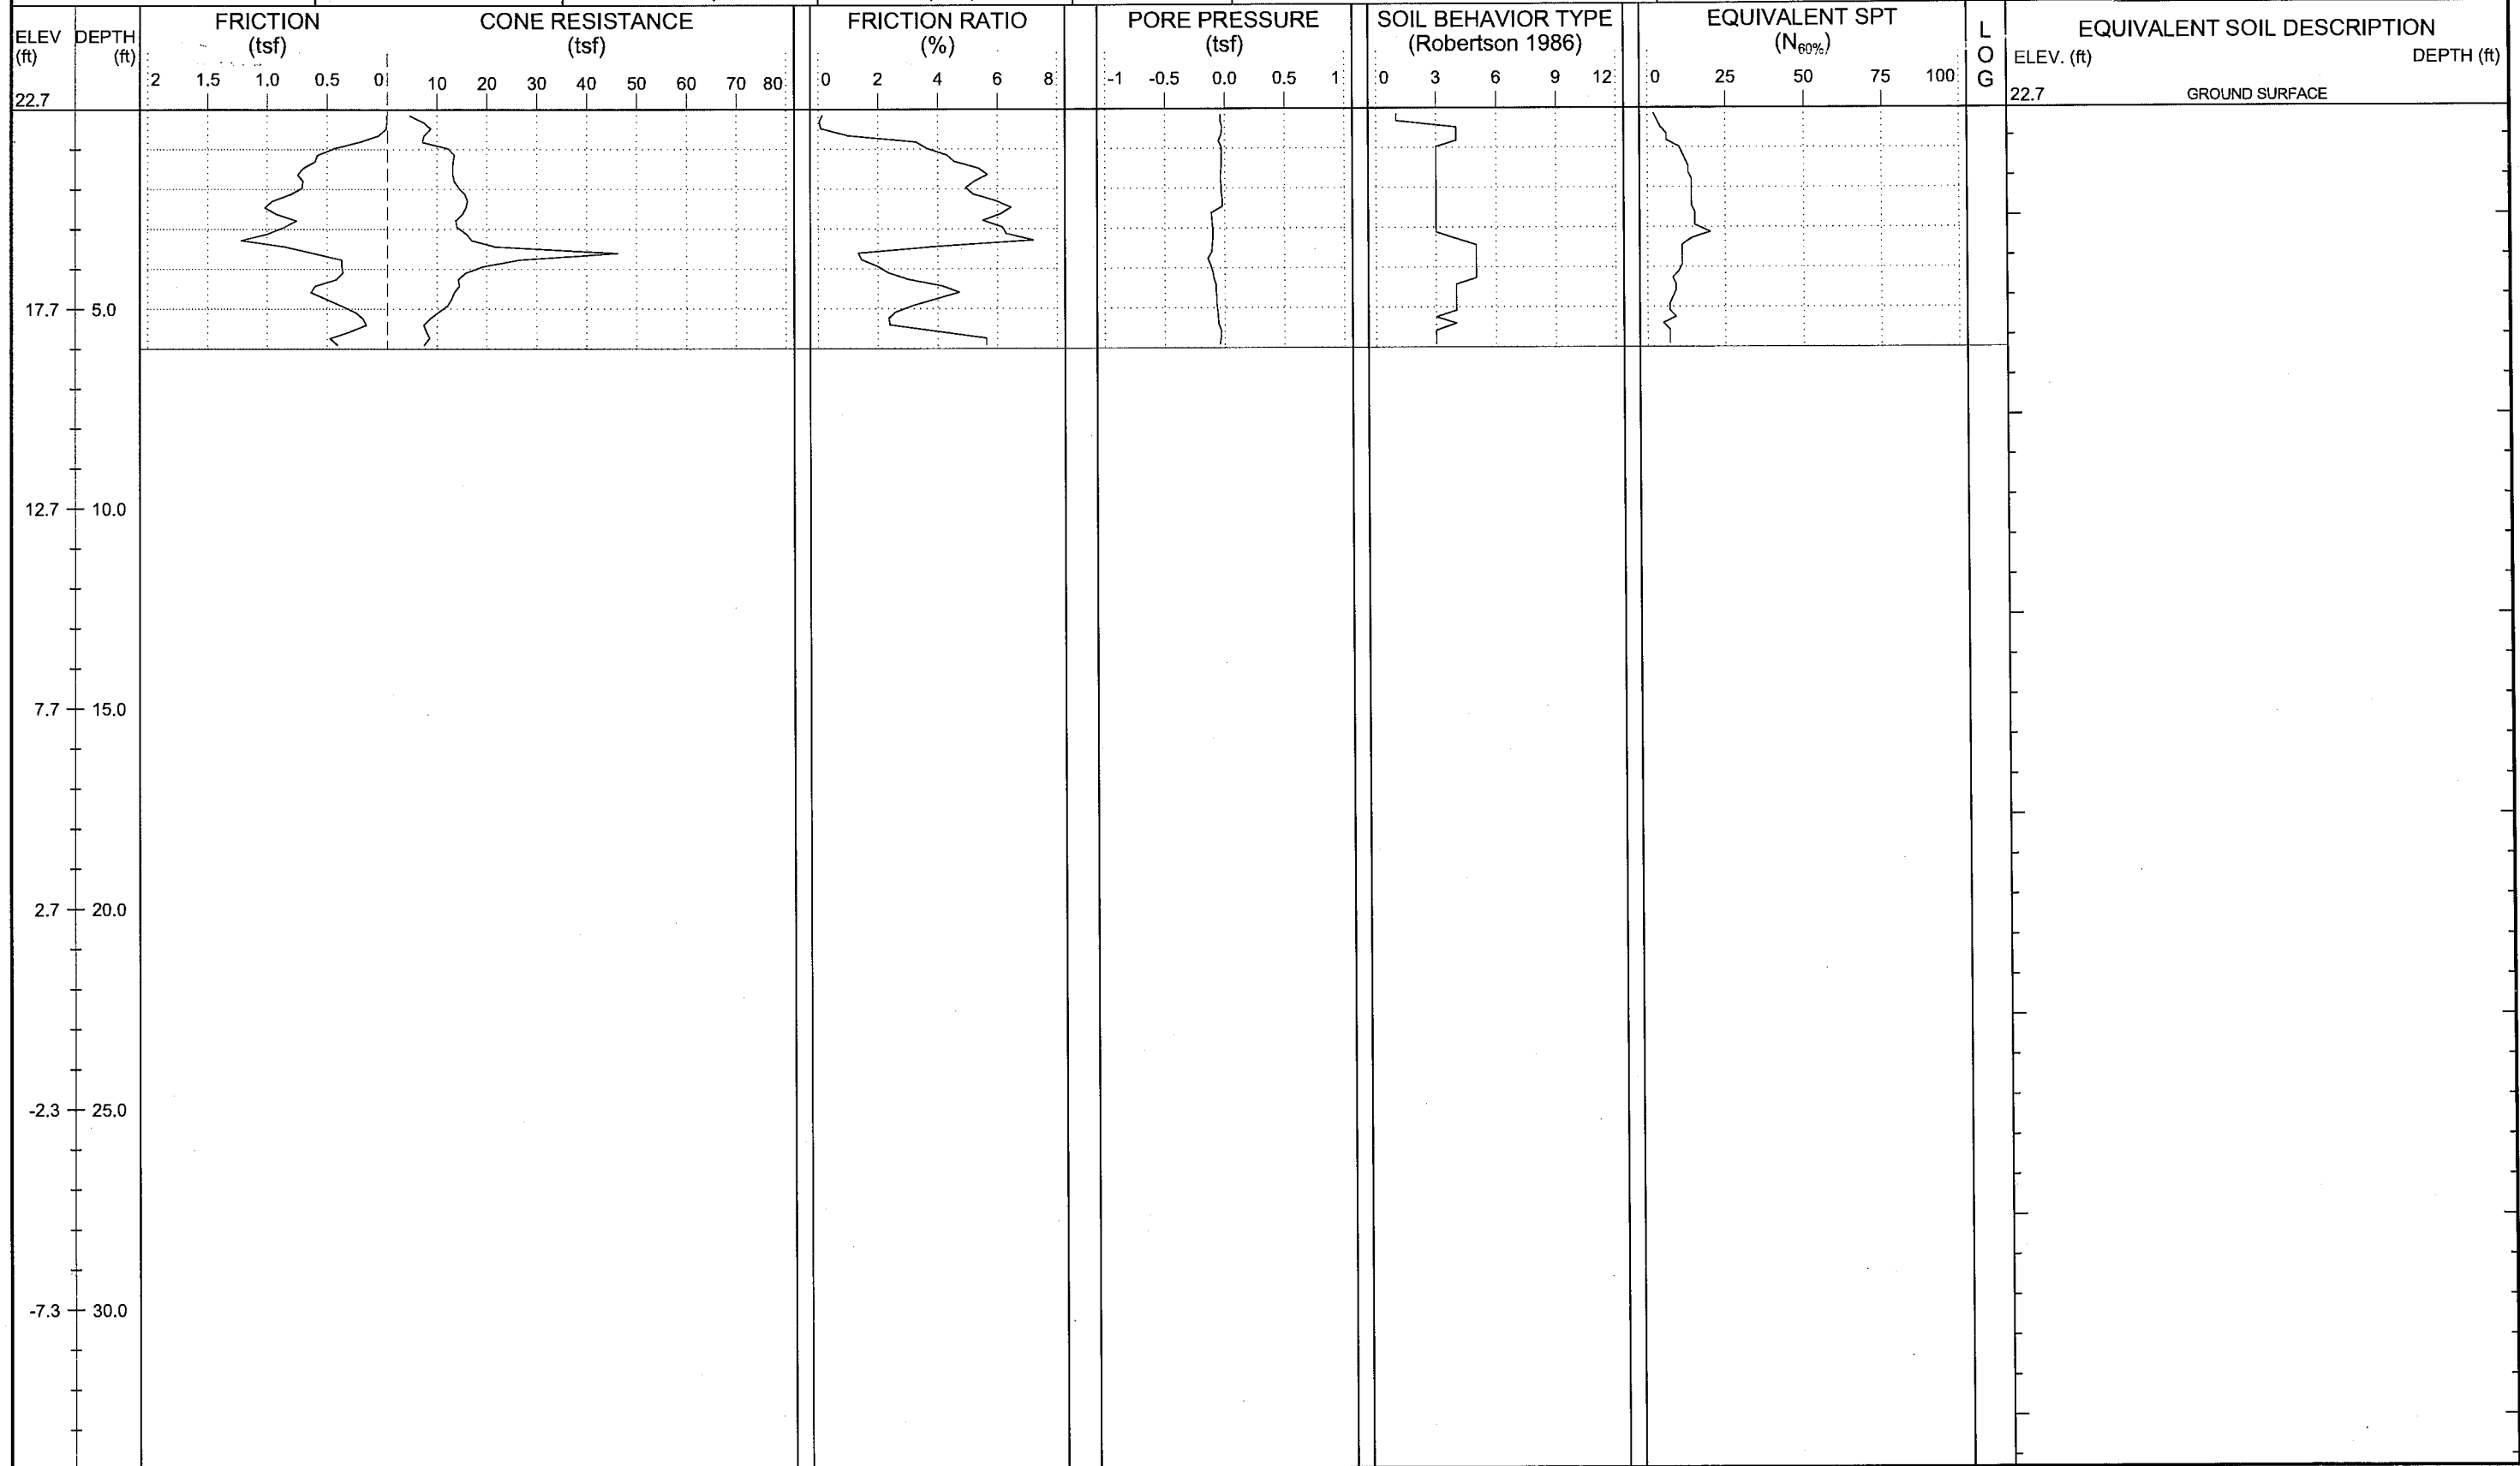 ELEV
(ft)
DEPTH
(ft)
FRICTION
(tsf)
CONE RESISTANCE
(tsf)
FRICTION RATIO
(%)
PORE PRESSURE
(tsf)
SOIL BEHAVIOR TYPE
(Robertson 1986)
EQUIVALENT SPT
(N60%)
L
O
G
EQUIVALENT SOIL DESCRIPTION
ELEV. (ft) DEPTH (ft)
2 1.5 1.0 0.5 0 10 20 30 40 50 60 70 80
0 2 4 6 8
-1 -0.5 0.0 0.5 1
0 3 6 9 12
0 25 50 75 100
22.7
22.7 GROUND SURFACE
17.7 5.0
12.7 10.0
7.7 15.0
2.7 20.0
-2.3 25.0
-7.3 30.0